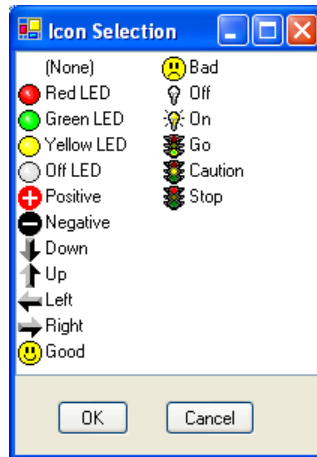 Icon Selection
(None)
Red LED
Green LED
Yellow LED
Off LED
Positive
Negative
Down
Up
Left
Right
Good
Bad
Off
On
Go
Caution
Stop
OK
Cancel